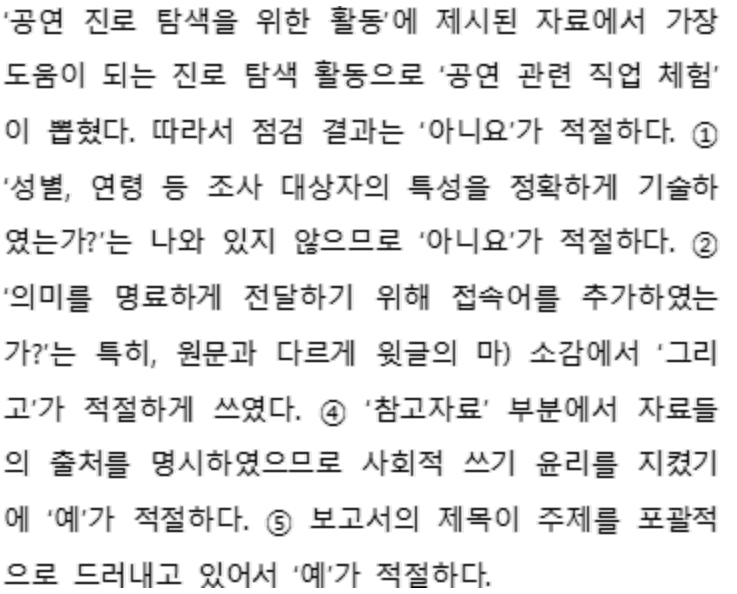 ‘공연 진로 탐색을 위한 활동’에 제시된 자료에서 가장
도움이 되는 진로 탐색 활동으로 ‘공연 관련 직업 체험’
이 뽑혔다. 따라서 점검 결과는 ‘아니요’가 적절하다. ①
‘성별, 연령 등 조사 대상자의 특성을 정확하게 기술하
였는가?’는 나와 있지 않으므로 ‘아니요’가 적절하다. ②
‘의미를 명료하게 전달하기 위해 접속어를 추가하였는
가?’는 특히, 원문과 다르게 윗글의 마) 소감에서 ‘그리
고’가 적절하게 쓰였다. ④ ‘참고자료’ 부분에서 자료들
의 출처를 명시하였으므로 사회적 쓰기 윤리를 지켰기
에 ‘예’가 적절하다. ⑤ 보고서의 제목이 주제를 포괄적
으로 드러내고 있어서 ‘예’가 적절하다.